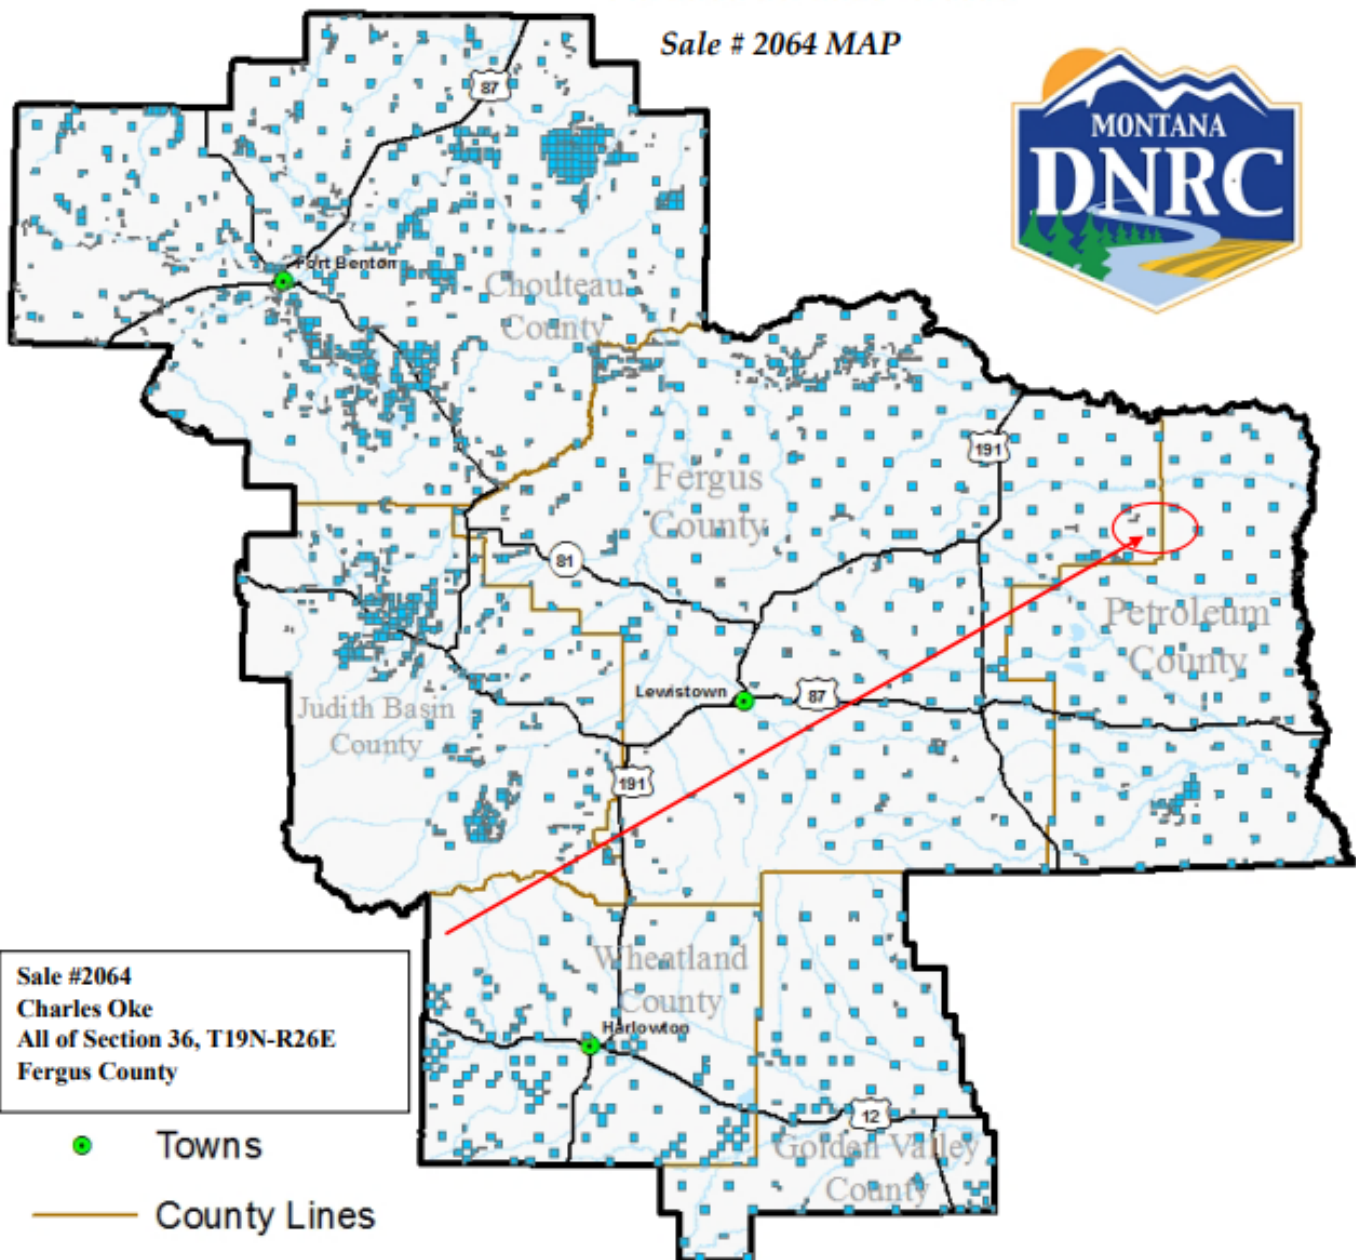 Sale # 2064 MAP
MONTANA
DNRC
87
Fort Benton
Chouteau
County
191
Fergus
County
81
Petroleum
County
Lewistown
87
Judith Basin
County
191
Wheatland
County
Harlowton
12
Golden Valley
County
Sale #2064
Charles Oke
All of Section 36, T19N-R26E
Fergus County
Towns
County Lines